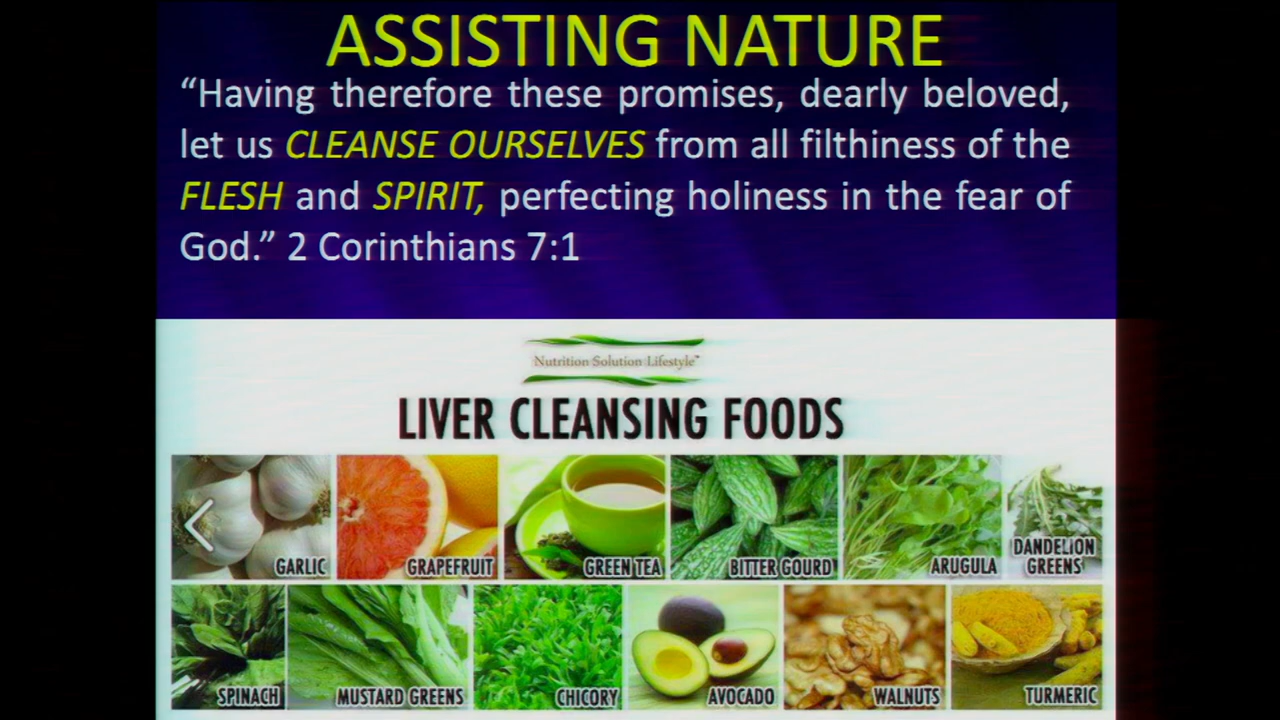 ASSISTING NATURE
“Having therefore these promises, dearly beloved,
let us CLEANSE OURSELVES from all filthiness of the
FLESH and SPIRIT, perfecting holiness in the fear of
God.” 2 Corinthians 7:1
Nutrition Solution Lifestyle™
LIVER CLEANSING FOODS
GARLIC
GRAPEFRUIT
GREEN TEA
BITTER GOURD
ARUGULA
DANDELION
GREENS
SPINACH
MUSTARD GREENS
CHICORY
AVOCADO
WALNUTS
TURMERIC